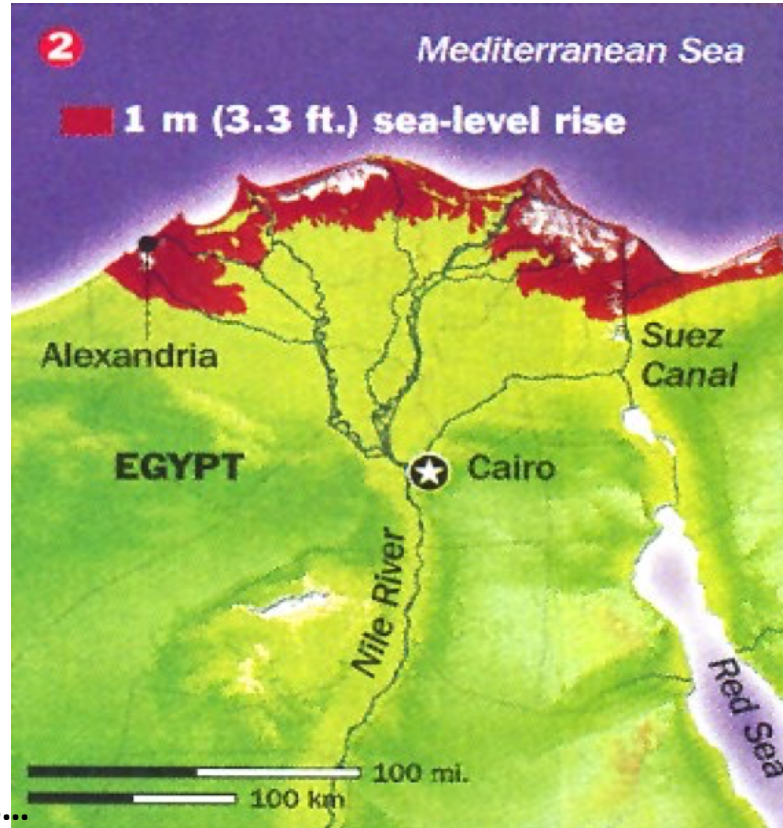 2
Mediterranean Sea
1 m (3.3 ft.) sea-level rise
Alexandria
Suez
Canal
EGYPT
Cairo
Nile River
Red Sea
100 mi.
100 km
...